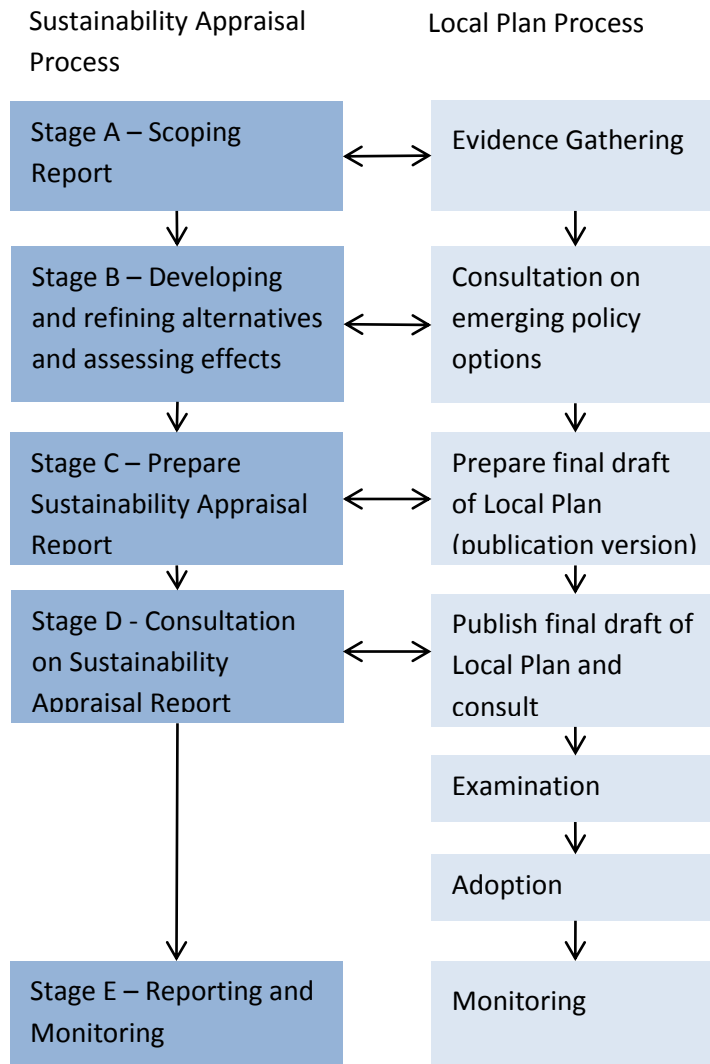 Sustainability Appraisal
Process
Local Plan Process
Stage A – Scoping
Report
Evidence Gathering
Stage B – Developing
and refining alternatives
and assessing effects
Consultation on
emerging policy
options
Stage C – Prepare
Sustainability Appraisal
Report
Prepare final draft
of Local Plan
(publication version)
Stage D - Consultation
on Sustainability
Appraisal Report
Publish final draft of
Local Plan and
consult
Examination
Adoption
Stage E – Reporting and
Monitoring
Monitoring